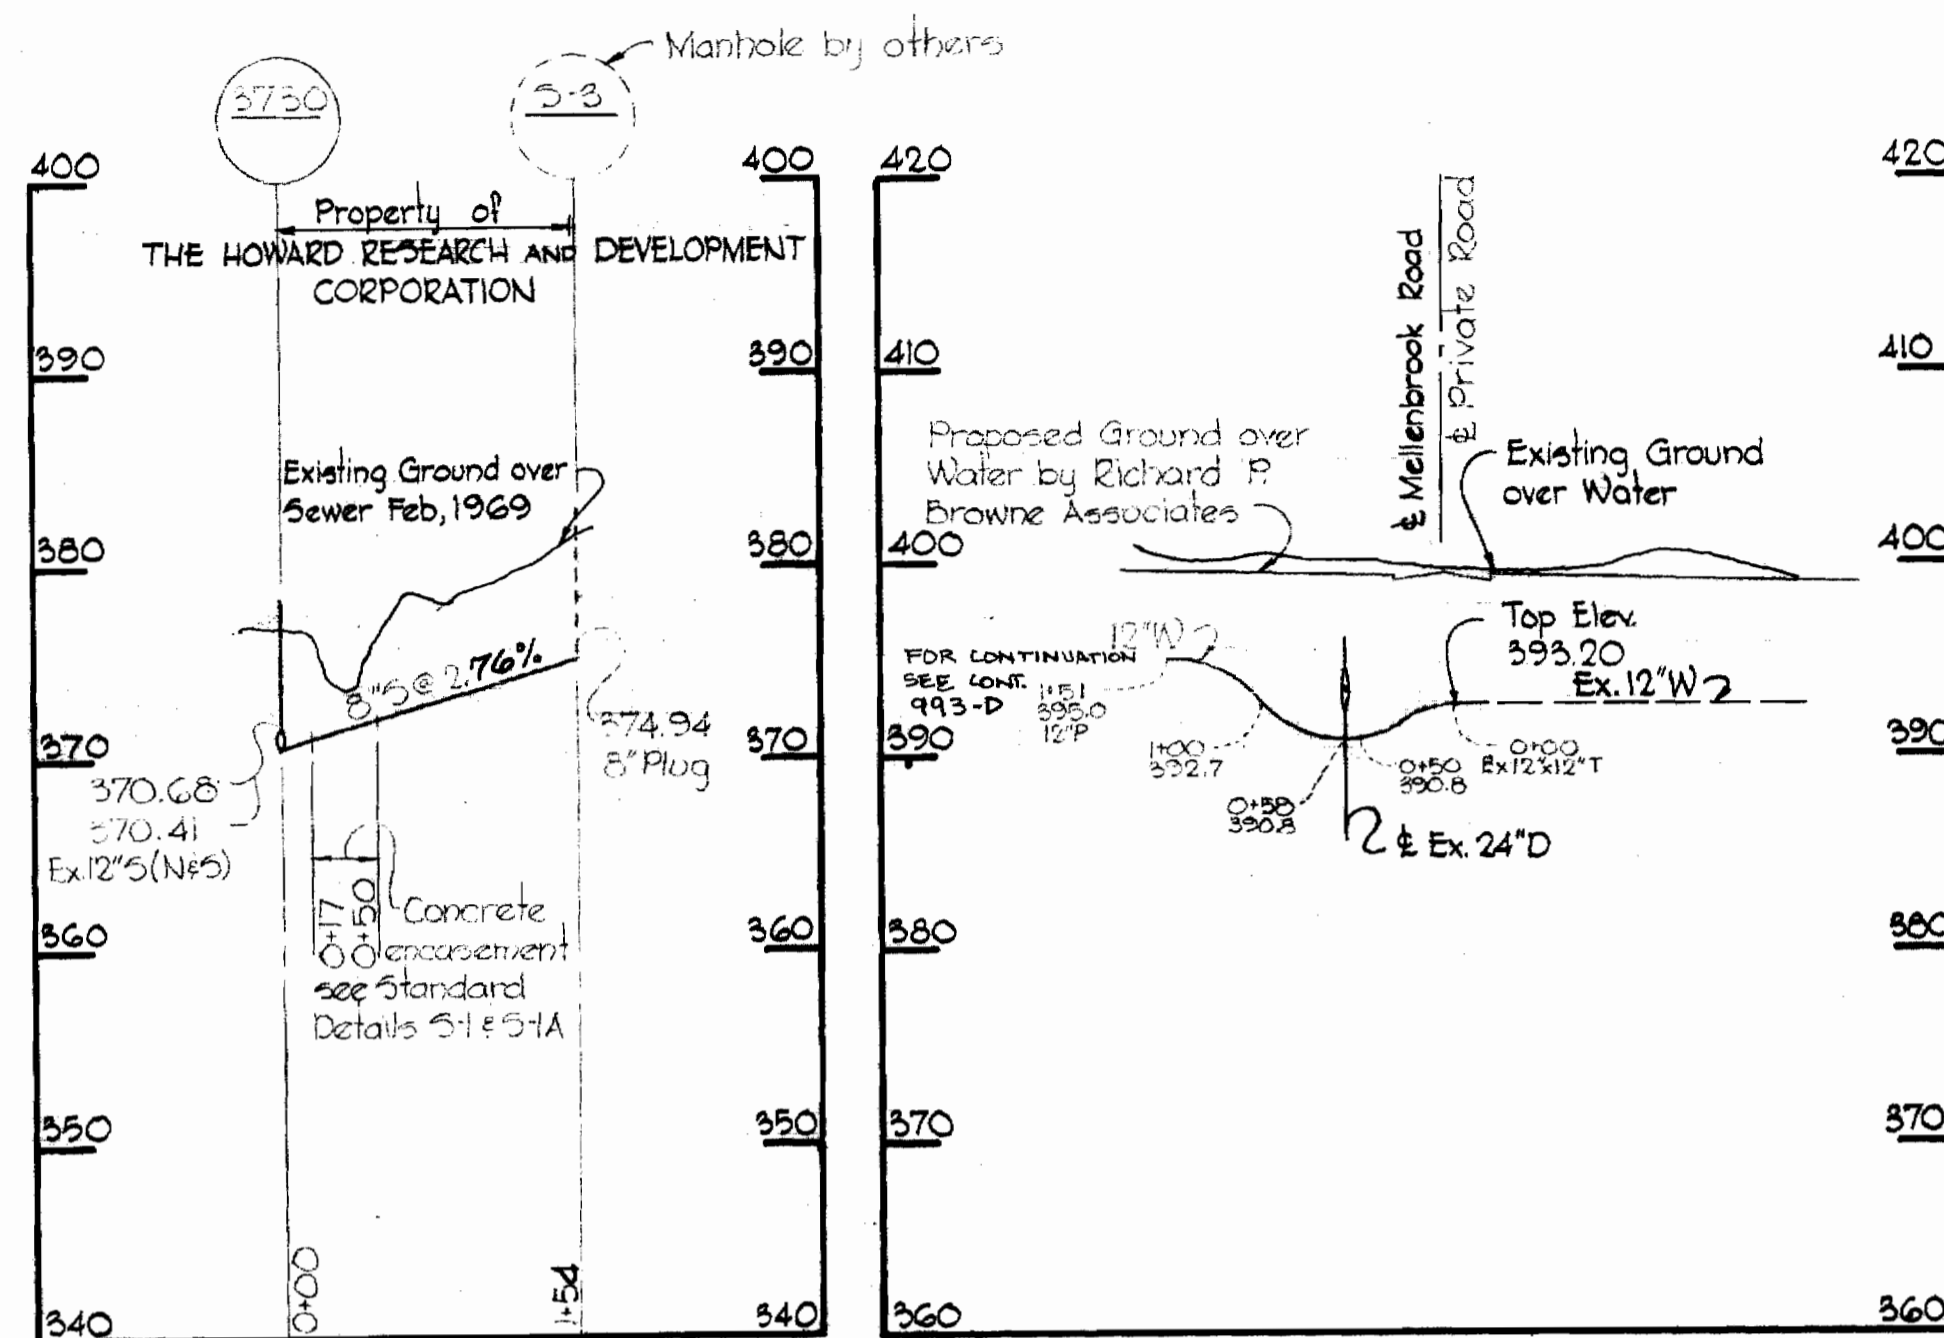 Manhole by others
3730
S-3
400
400
Property of
THE HOWARD RESEARCH AND DEVELOPMENT
CORPORATION
390
390
Existing Ground over
Sewer Feb, 1969
380
380
8"S @ 2.76%
370
370
374.94
8" Plug
370.68
370.41
Ex.12"S (N&S)
0+17
0+50
Concrete
encasement
see Standard
Details S-1 & S-1A
360
360
350
350
0+00
1+54
340
340
420
420
℄ Mellenbrook Road
℄ Private Road
410
410
Proposed Ground over
Water by Richard P.
Browne Associates
Existing Ground
over Water
400
400
12"W
Top Elev.
393.20
Ex. 12"W
FOR CONTINUATION
SEE CONT.
993-D
1+51
395.0
12"P
390
390
1+00
392.7
0+50
390.8
0+00
Ex12"x12"T
0+58
390.8
℄ Ex. 24"D
380
380
370
370
360
360